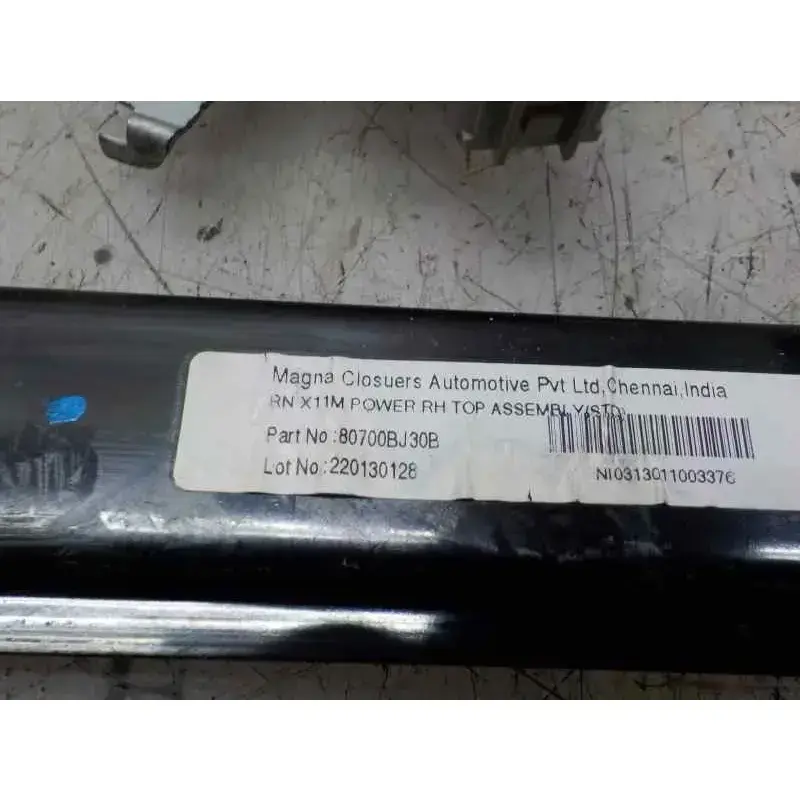 Magna Closuers Automotive Pvt Ltd,Chennai,India
RN X11M POWER RH TOP ASSEMBLY(STD)
Part No :80700BJ30B
Lot No :220130128
NI0313011003376